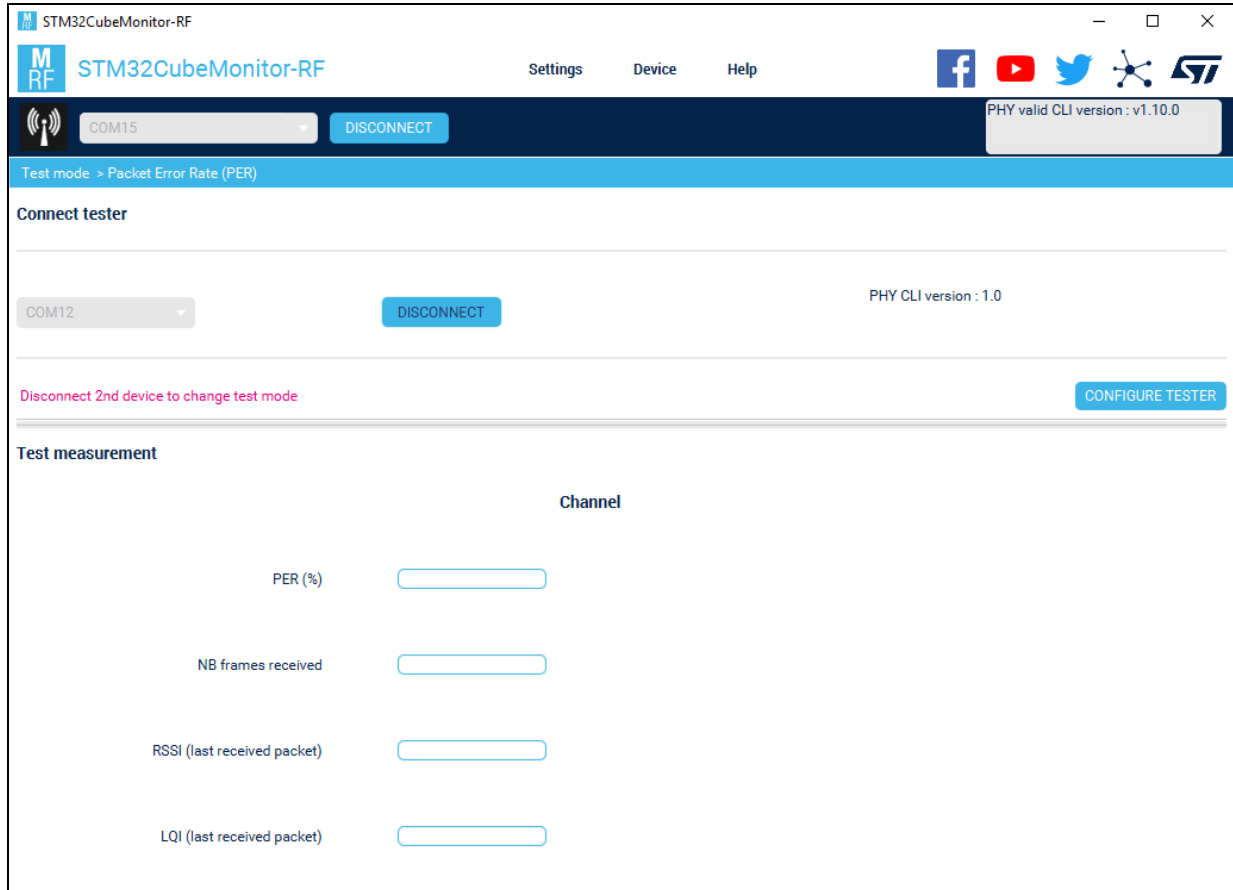 M RF STM32CubeMonitor-RF
M
RF
STM32CubeMonitor-RF
Settings Device Help
COM15
DISCONNECT
PHY valid CLI version : v1.10.0
Test mode > Packet Error Rate (PER)
Connect tester
COM12
DISCONNECT
PHY CLI version : 1.0
Disconnect 2nd device to change test mode
CONFIGURE TESTER
Test measurement
Channel
PER (%)
NB frames received
RSSI (last received packet)
LQI (last received packet)